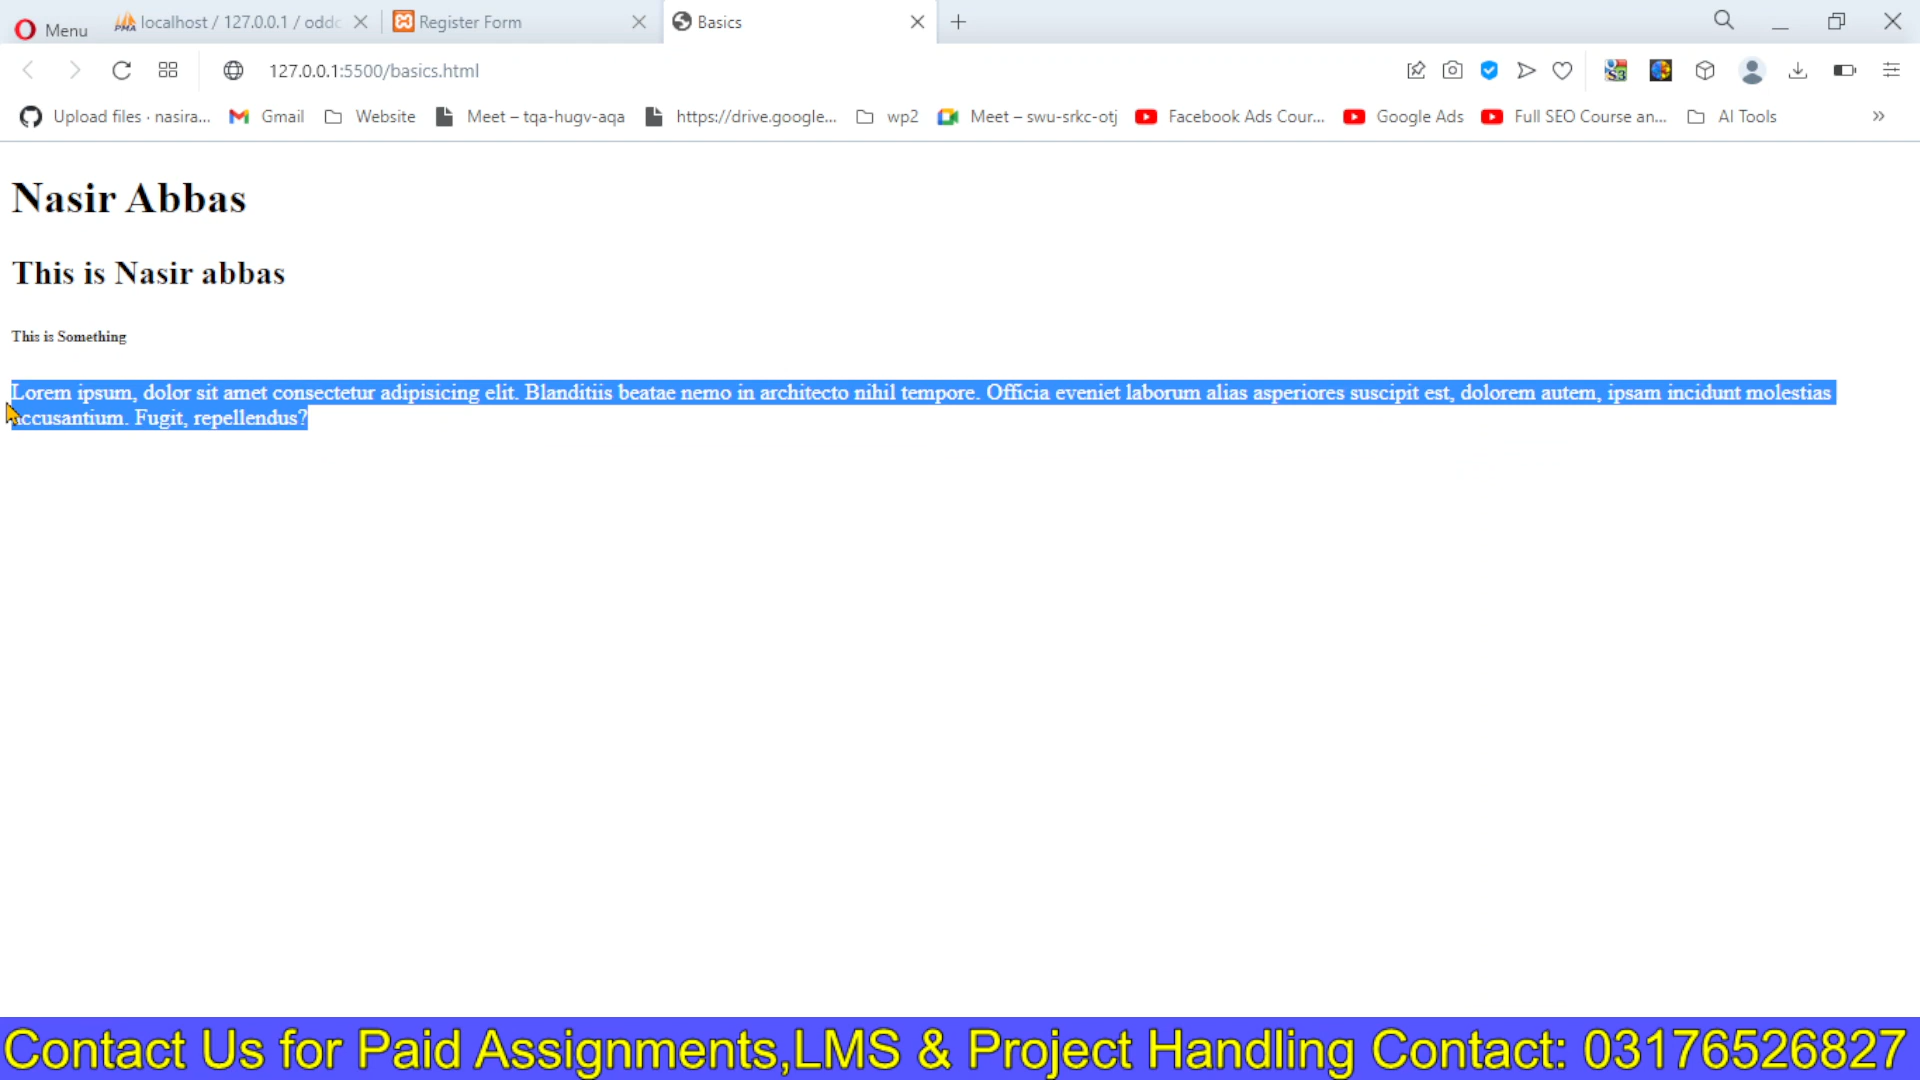 Menu
localhost / 127.0.0.1 / oddc
Register Form
Basics
127.0.0.1:5500/basics.html
Upload files · nasira...
Gmail
Website
Meet – tqa-hugv-aqa
https://drive.google...
wp2
Meet – swu-srkc-otj
Facebook Ads Cour...
Google Ads
Full SEO Course an...
AI Tools
Nasir Abbas
This is Nasir abbas
This is Something
Lorem ipsum, dolor sit amet consectetur adipisicing elit. Blanditiis beatae nemo in architecto nihil tempore. Officia eveniet laborum alias asperiores suscipit est, dolorem autem, ipsam incidunt molestias
accusantium. Fugit, repellendus?
Contact Us for Paid Assignments,LMS & Project Handling Contact: 03176526827